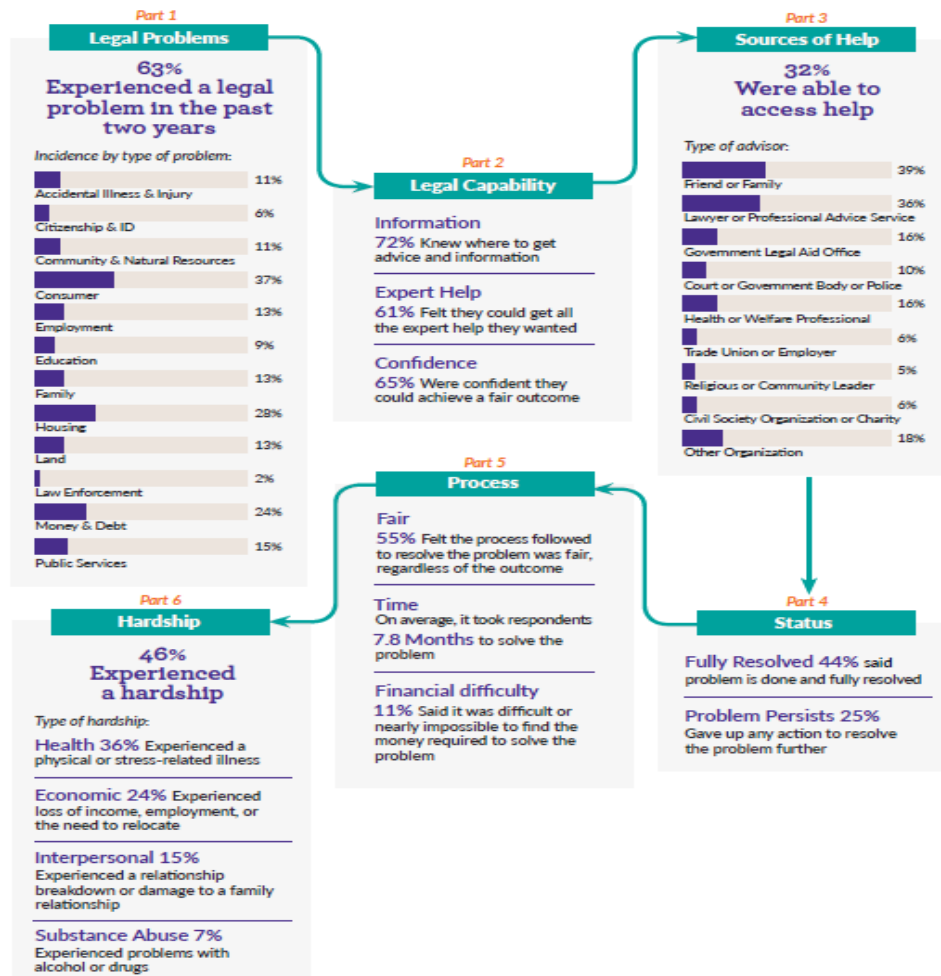 Part 1
Legal Problems
63%
Experienced a legal
problem in the past
two years
Incidence by type of problem:
11%
Accidental Illness & Injury
6%
Citizenship & ID
11%
Community & Natural Resources
37%
Consumer
13%
Employment
9%
Education
13%
Family
28%
Housing
13%
Land
2%
Law Enforcement
24%
Money & Debt
15%
Public Services
Part 2
Legal Capability
Information
72% Knew where to get
advice and information
Expert Help
61% Felt they could get all
the expert help they wanted
Confidence
65% Were confident they
could achieve a fair outcome
Part 3
Sources of Help
32%
Were able to
access help
Type of advisor:
39%
Friend or Family
36%
Lawyer or Professional Advice Service
16%
Government Legal Aid Office
10%
Court or Government Body or Police
16%
Health or Welfare Professional
6%
Trade Union or Employer
5%
Religious or Community Leader
6%
Civil Society Organization or Charity
18%
Other Organization
Part 4
Status
Fully Resolved 44% said
problem is done and fully resolved
Problem Persists 25%
Gave up any action to resolve
the problem further
Part 5
Process
Fair
55% Felt the process followed
to resolve the problem was fair,
regardless of the outcome
Time
On average, it took respondents
7.8 Months to solve the
problem
Financial difficulty
11% Said it was difficult or
nearly impossible to find the
money required to solve the
problem
Part 6
Hardship
46%
Experienced
a hardship
Type of hardship:
Health 36% Experienced a
physical or stress-related illness
Economic 24% Experienced
loss of income, employment, or
the need to relocate
Interpersonal 15%
Experienced a relationship
breakdown or damage to a family
relationship
Substance Abuse 7%
Experienced problems with
alcohol or drugs